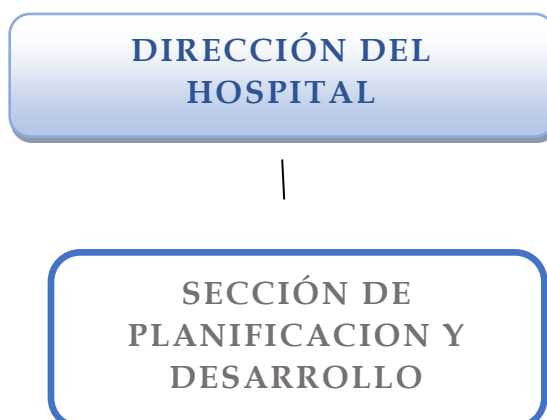 DIRECCIÓN DEL
HOSPITAL
SECCIÓN DE
PLANIFICACION Y
DESARROLLO